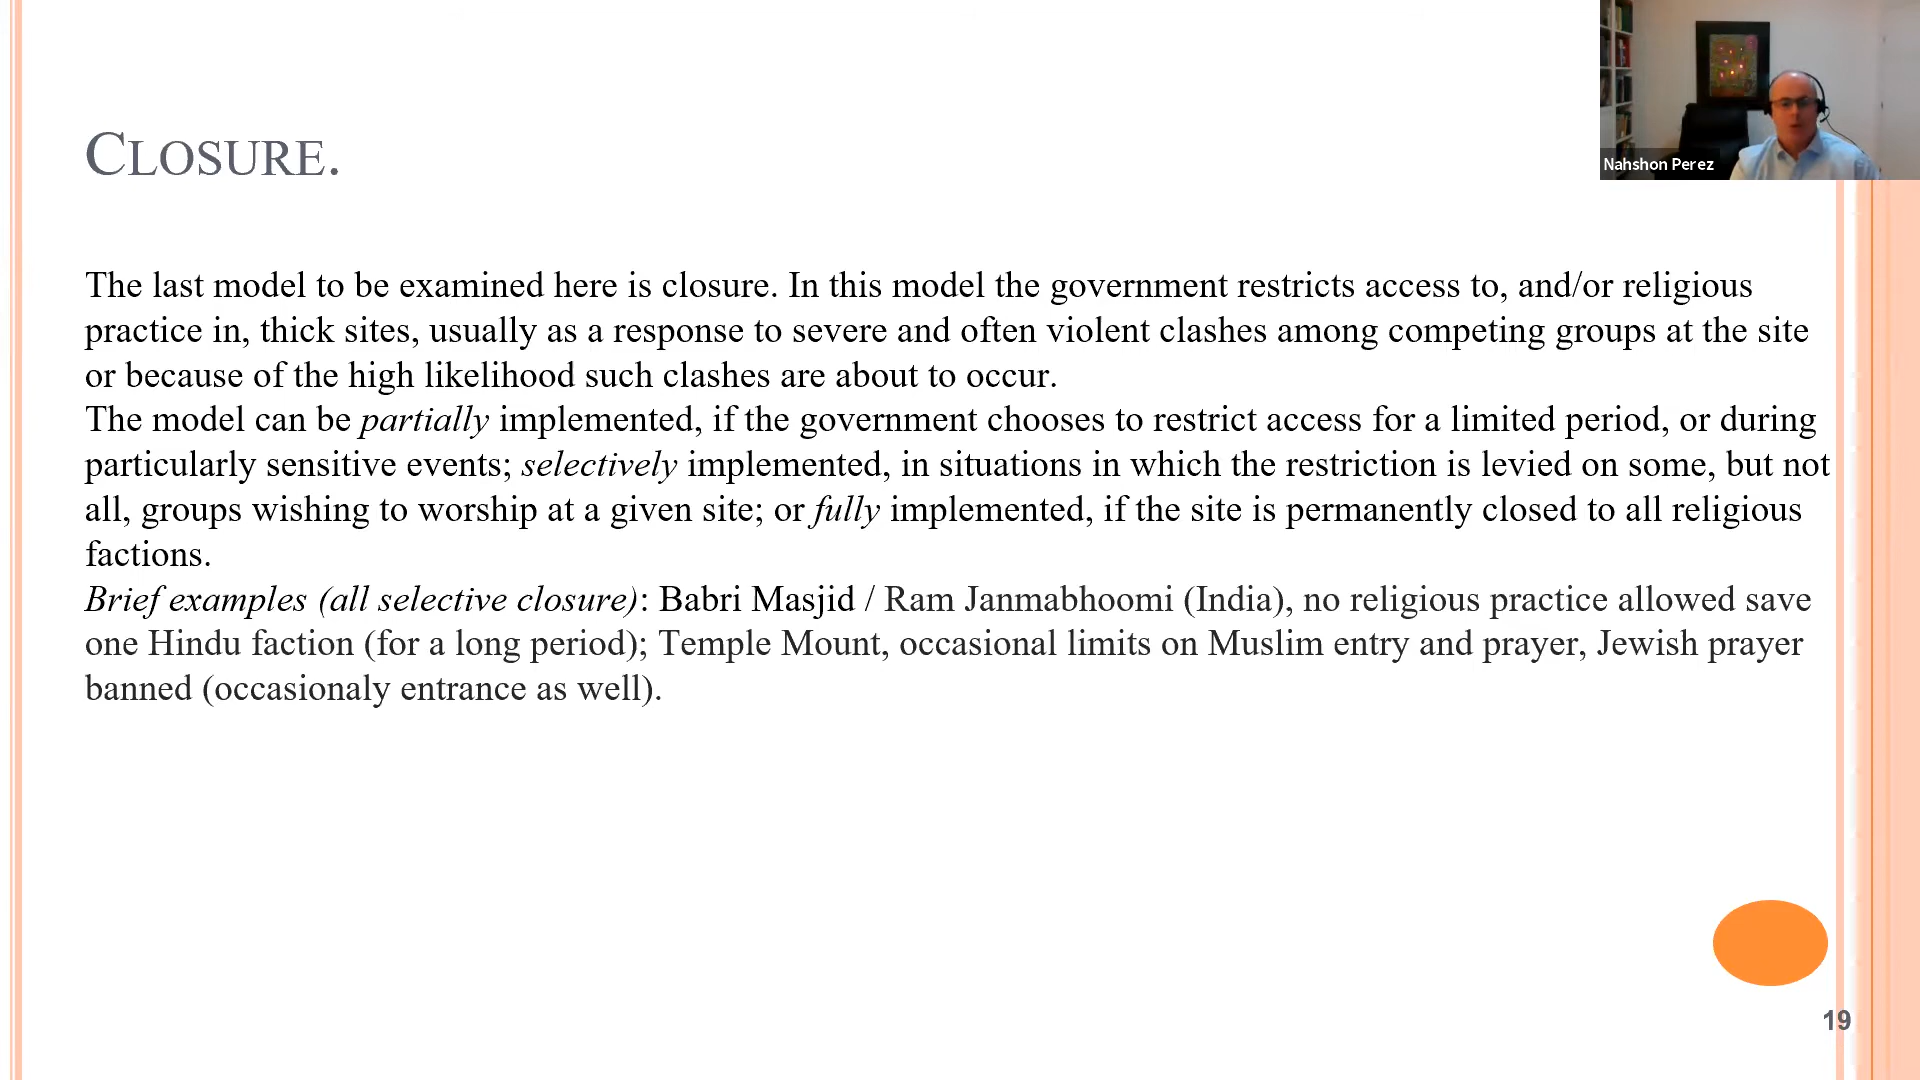 CLOSURE.
Nahshon Perez
The last model to be examined here is closure. In this model the government restricts access to, and/or religious
practice in, thick sites, usually as a response to severe and often violent clashes among competing groups at the site
or because of the high likelihood such clashes are about to occur.
The model can be partially implemented, if the government chooses to restrict access for a limited period, or during
particularly sensitive events; selectively implemented, in situations in which the restriction is levied on some, but not
all, groups wishing to worship at a given site; or fully implemented, if the site is permanently closed to all religious
factions.
Brief examples (all selective closure): Babri Masjid / Ram Janmabhoomi (India), no religious practice allowed save
one Hindu faction (for a long period); Temple Mount, occasional limits on Muslim entry and prayer, Jewish prayer
banned (occasionaly entrance as well).
19